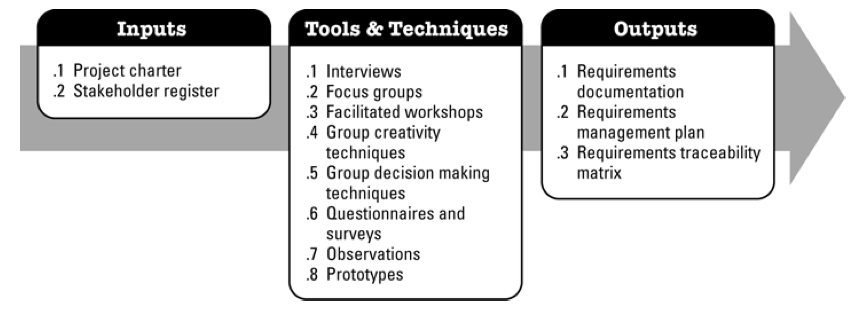 Inputs
.1 Project charter
.2 Stakeholder register
Tools & Techniques
.1 Interviews
.2 Focus groups
.3 Facilitated workshops
.4 Group creativity
techniques
.5 Group decision making
techniques
.6 Questionnaires and
surveys
.7 Observations
.8 Prototypes
Outputs
.1 Requirements
documentation
.2 Requirements
management plan
.3 Requirements traceability
matrix